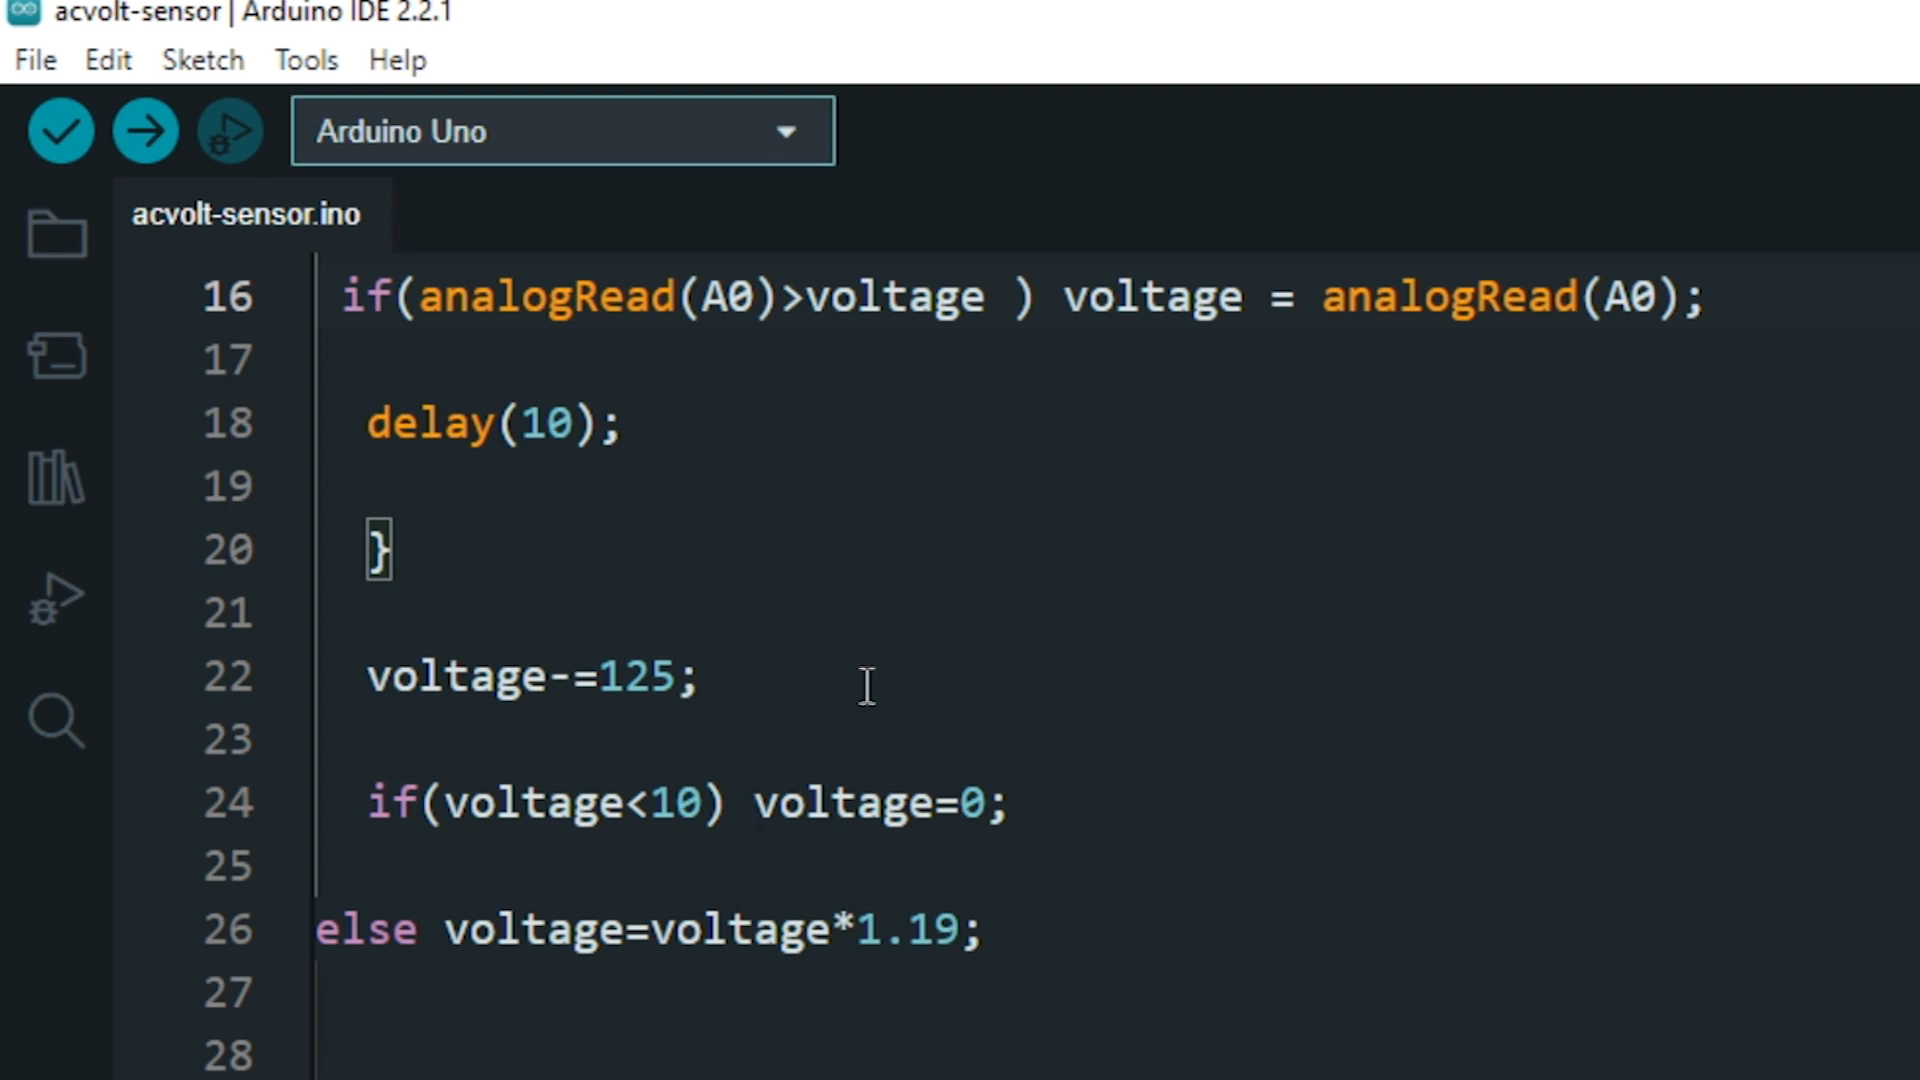 acvolt-sensor | Arduino IDE 2.2.1
File Edit Sketch Tools Help
Arduino Uno
acvolt-sensor.ino
16 if(analogRead(A0)>voltage ) voltage = analogRead(A0);
17
18 delay(10);
19
20 }
21
22 voltage-=125;
23
24 if(voltage<10) voltage=0;
25
26 else voltage=voltage*1.19;
27
28